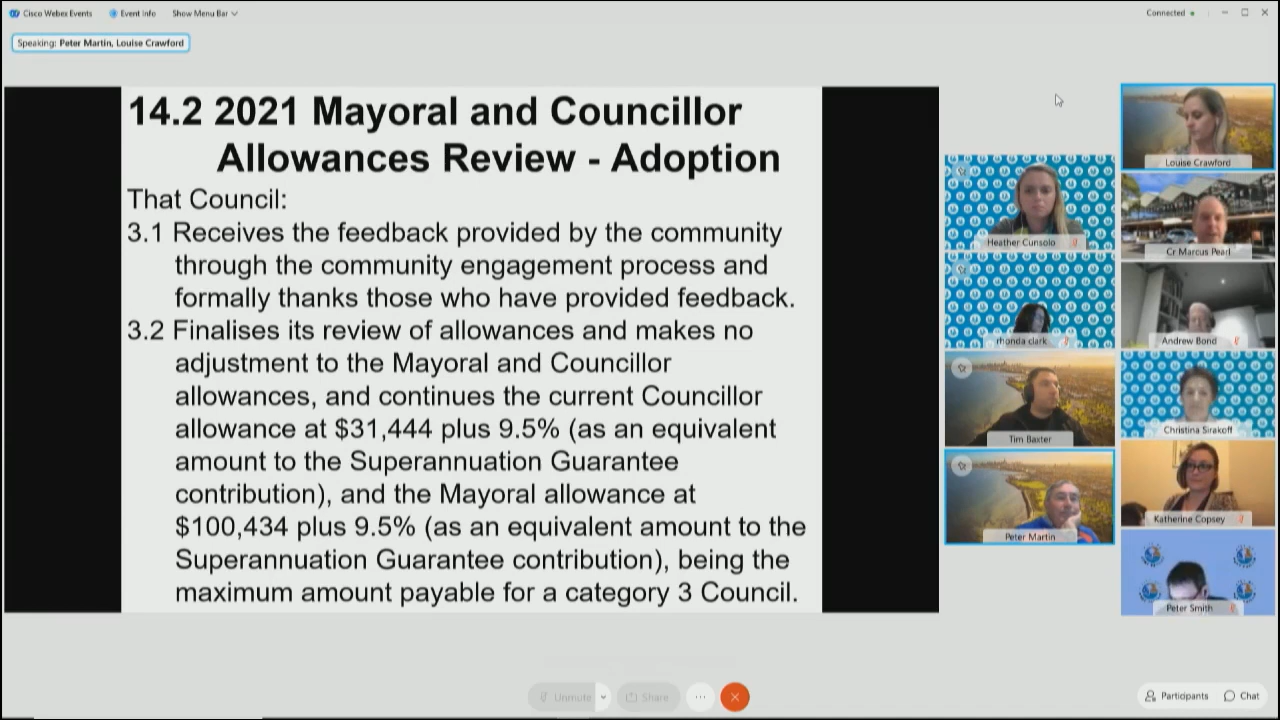 Cisco Webex Events
Event Info
Show Menu Bar
Connected
Speaking: Peter Martin, Louise Crawford
14.2 2021 Mayoral and Councillor
Allowances Review - Adoption
That Council:
3.1 Receives the feedback provided by the community
through the community engagement process and
formally thanks those who have provided feedback.
3.2 Finalises its review of allowances and makes no
adjustment to the Mayoral and Councillor
allowances, and continues the current Councillor
allowance at $31,444 plus 9.5% (as an equivalent
amount to the Superannuation Guarantee
contribution), and the Mayoral allowance at
$100,434 plus 9.5% (as an equivalent amount to the
Superannuation Guarantee contribution), being the
maximum amount payable for a category 3 Council.
Heather Cunsolo
rhonda clark
Tim Baxter
Peter Martin
Louise Crawford
Cr Marcus Pearl
Andrew Bond
Christina Sirakoff
Katherine Copsey
Peter Smith
Unmute
Share
Participants
Chat